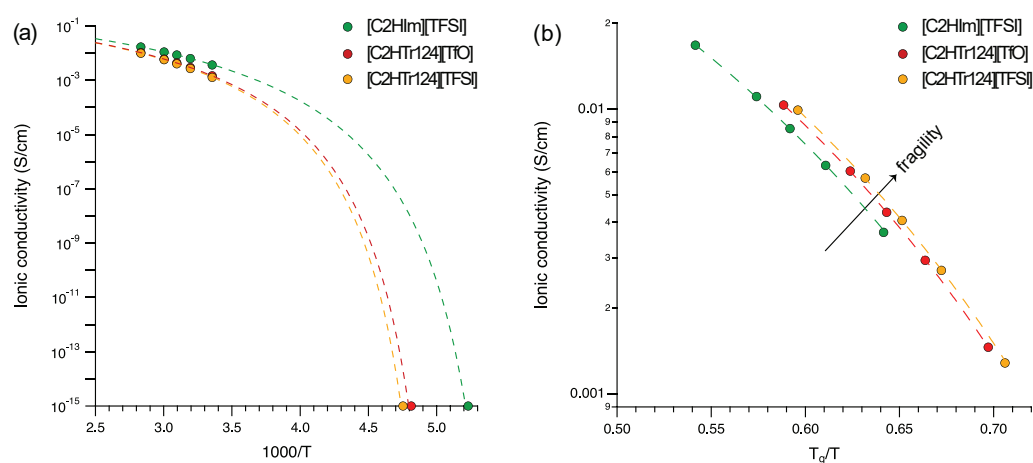 (a)
[C2HIm][TFSI]
[C2HTr124][TfO]
[C2HTr124][TFSI]
Ionic conductivity (S/cm)
10-1
10-3
10-5
10-7
10-9
10-11
10-13
10-15
2.5 3.0 3.5 4.0 4.5 5.0
1000/T
(b)
[C2HIm][TFSI]
[C2HTr124][TfO]
[C2HTr124][TFSI]
fragility
Ionic conductivity (S/cm)
2
0.01
8
6
5
4
3
2
0.001
9
0.50 0.55 0.60 0.65 0.70
Tg/T